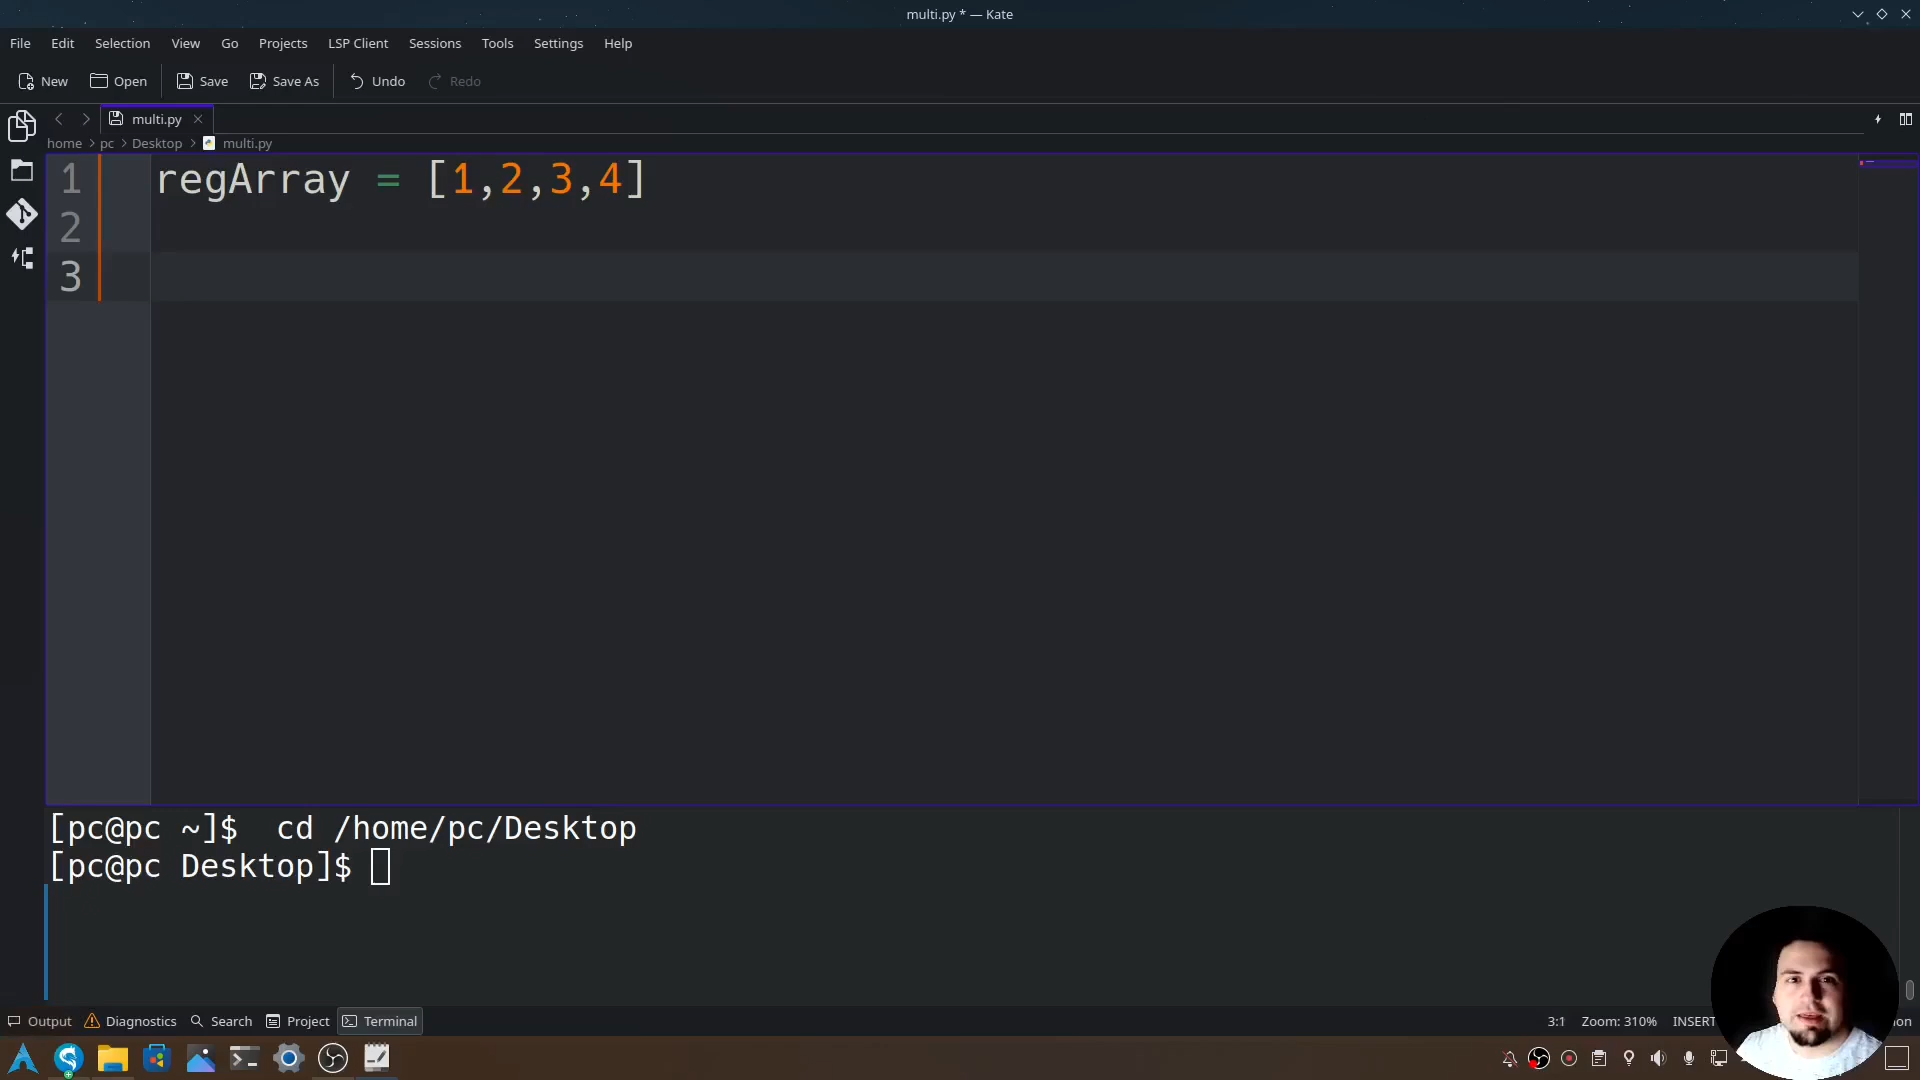 multi.py * — Kate
File Edit Selection View Go Projects LSP Client Sessions Tools Settings Help
New Open Save Save As Undo Redo
multi.py
home > pc > Desktop > multi.py
1 regArray = [1,2,3,4]
2
3
[pc@pc ~]$  cd /home/pc/Desktop
[pc@pc Desktop]$
Output Diagnostics Search Project Terminal 3:1 Zoom: 310% INSERT